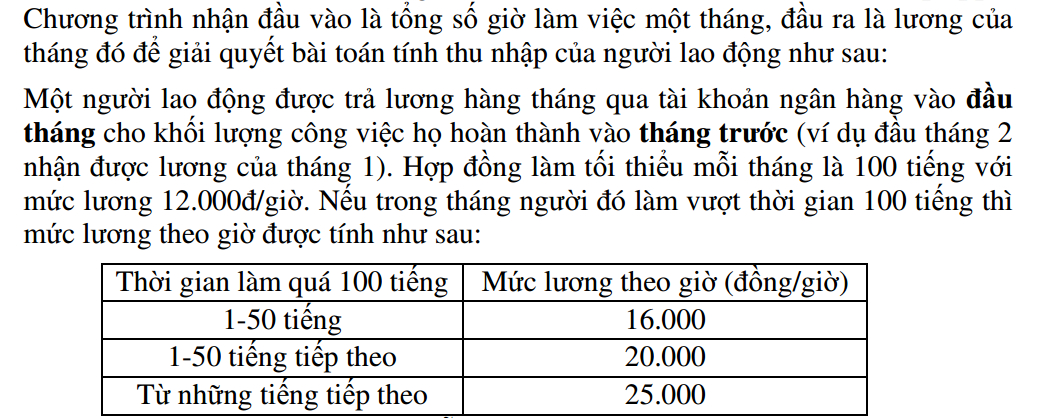 Chương trình nhận đầu vào là tổng số giờ làm việc một tháng, đầu ra là lương của
tháng đó để giải quyết bài toán tính thu nhập của người lao động như sau:
Một người lao động được trả lương hàng tháng qua tài khoản ngân hàng vào đầu
tháng cho khối lượng công việc họ hoàn thành vào tháng trước (ví dụ đầu tháng 2
nhận được lương của tháng 1). Hợp đồng làm tối thiểu mỗi tháng là 100 tiếng với
mức lương 12.000đ/giờ. Nếu trong tháng người đó làm vượt thời gian 100 tiếng thì
mức lương theo giờ được tính như sau:
Thời gian làm quá 100 tiếng Mức lương theo giờ (đồng/giờ)
1-50 tiếng 16.000
1-50 tiếng tiếp theo 20.000
Từ những tiếng tiếp theo 25.000